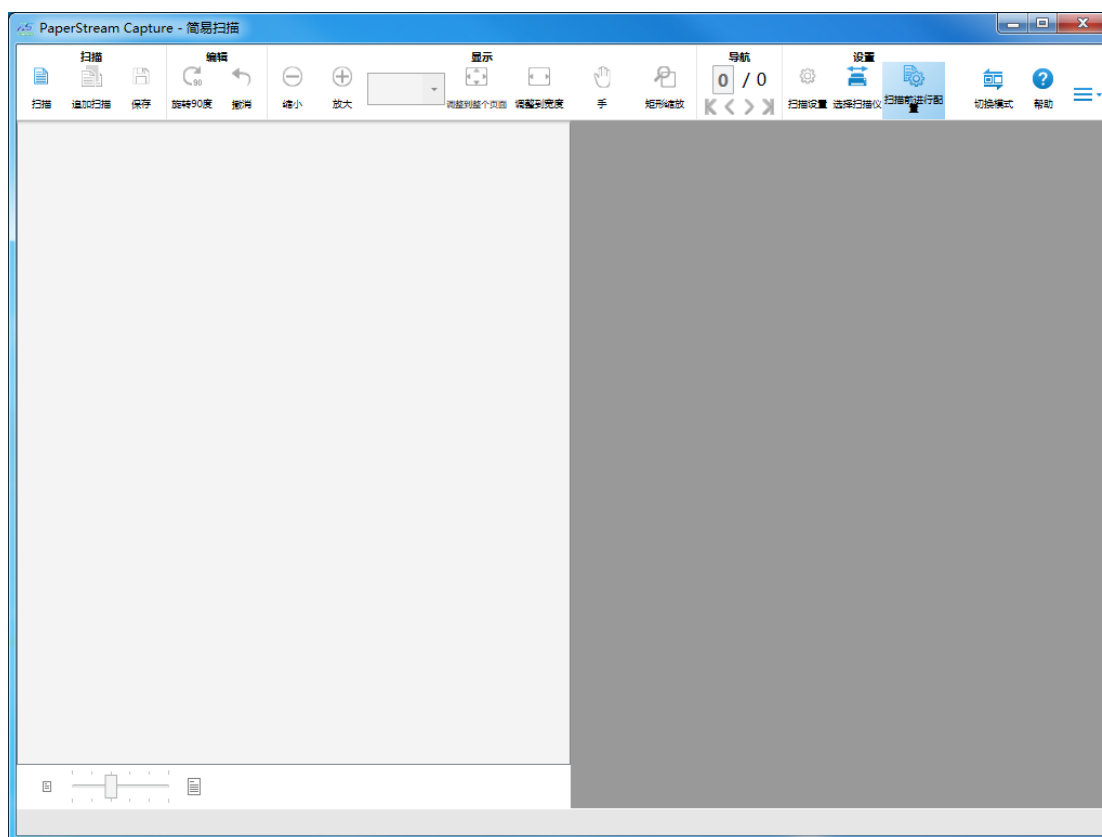 PaperStream Capture - 简易扫描
扫描 编辑 显示 导航 设置
90
0 / 0
扫描 追加扫描 保存 旋转90度 撤消 缩小 放大 调整到整个页面 调整到宽度 手 矩形缩放 扫描设置 选择扫描仪 扫描前进行配
置 切换模式 帮助